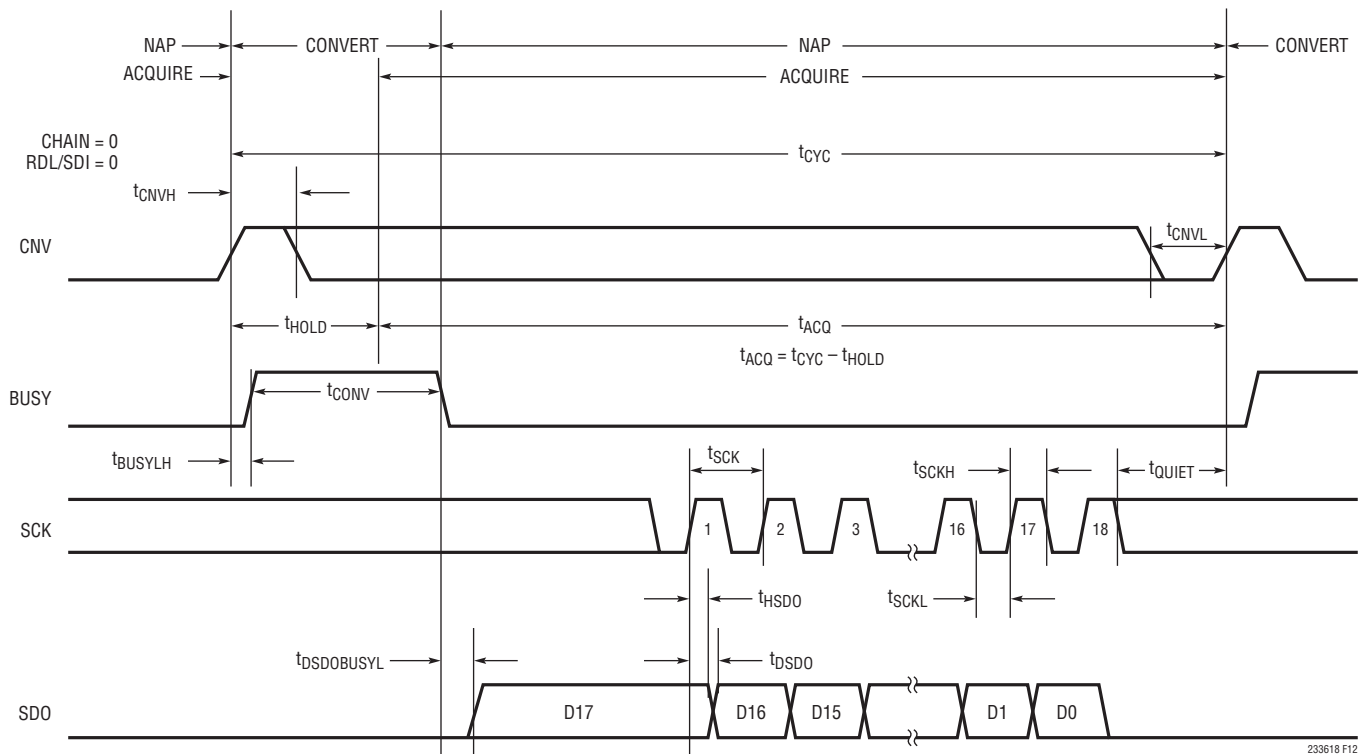 NAP CONVERT NAP CONVERT
ACQUIRE ACQUIRE
CHAIN = 0
RDL/SDI = 0
tCYC
tCNVH
CNV
tCNVL
tHOLD tACQ
tACQ = tCYC – tHOLD
BUSY
tCONV
tBUSYLH
tSCK tSCKH tQUIET
SCK 1 2 3 16 17 18
tHSDO tSCKL
tDSDOBUSYL tDSDO
SDO D17 D16 D15 D1 D0
233618 F12